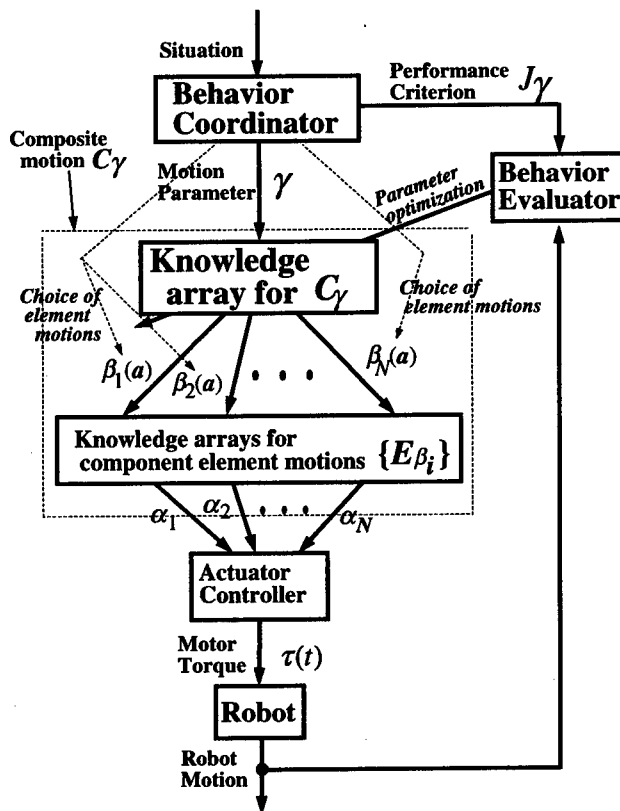 Situation
Behavior
Coordinator
Performance
Criterion
J_γ
Composite
motion C_γ
Motion
Parameter
γ
Parameter
optimization
Behavior
Evaluator
Knowledge
array for C_γ
Choice of
element
motions
Choice of
element motions
β_1(a)
β_2(a)
• • •
β_N(a)
Knowledge arrays for
component element motions {E_{β_i}}
α_1
α_2
• • •
α_N
Actuator
Controller
Motor
Torque
τ(t)
Robot
Robot
Motion